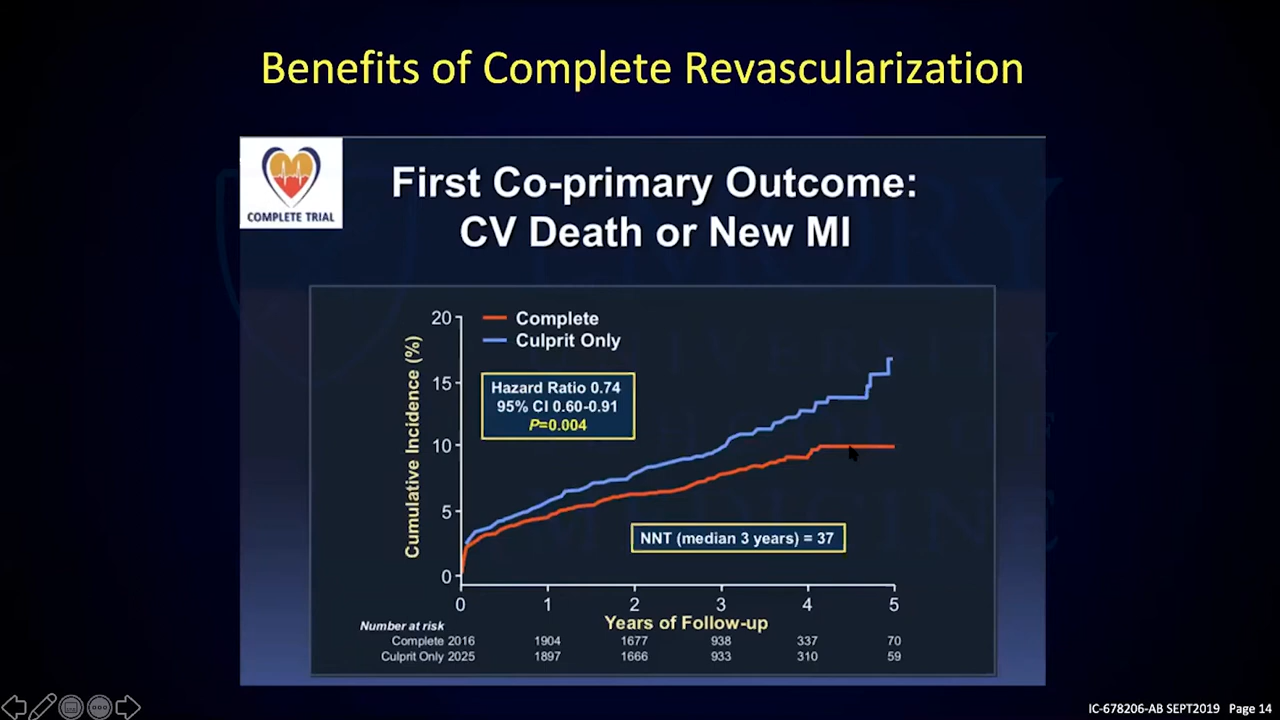 Benefits of Complete Revascularization
COMPLETE TRIAL
First Co-primary Outcome:
CV Death or New MI
Complete
Culprit Only
Hazard Ratio 0.74
95% CI 0.60-0.91
P=0.004
Cumulative Incidence (%)
20
15
10
5
0
NNT (median 3 years) = 37
0 1 2 3 4 5
Years of Follow-up
Number at risk
Complete 2016 1904 1677 938 337 70
Culprit Only 2025 1897 1666 933 310 59
IC-678206-AB SEPT2019 Page 14